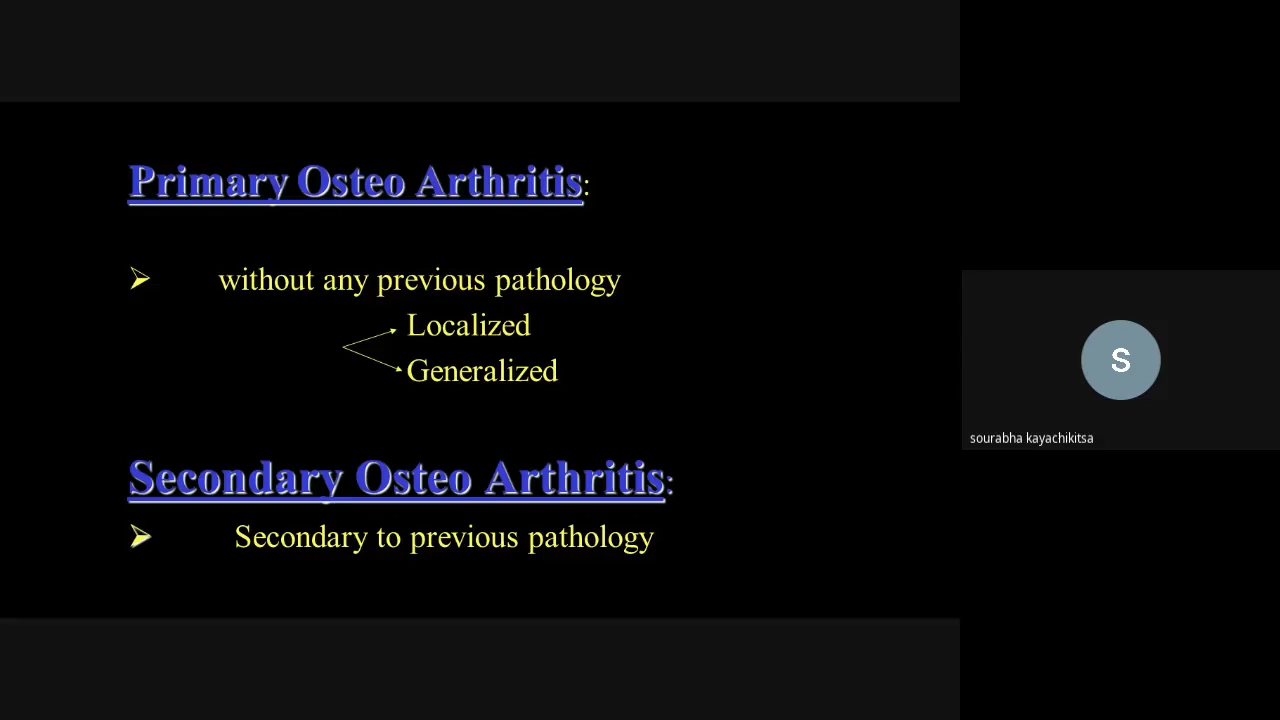 Primary Osteo Arthritis:
➢ without any previous pathology
Localized
Generalized
Secondary Osteo Arthritis:
➢ Secondary to previous pathology
S
sourabha kayachikitsa